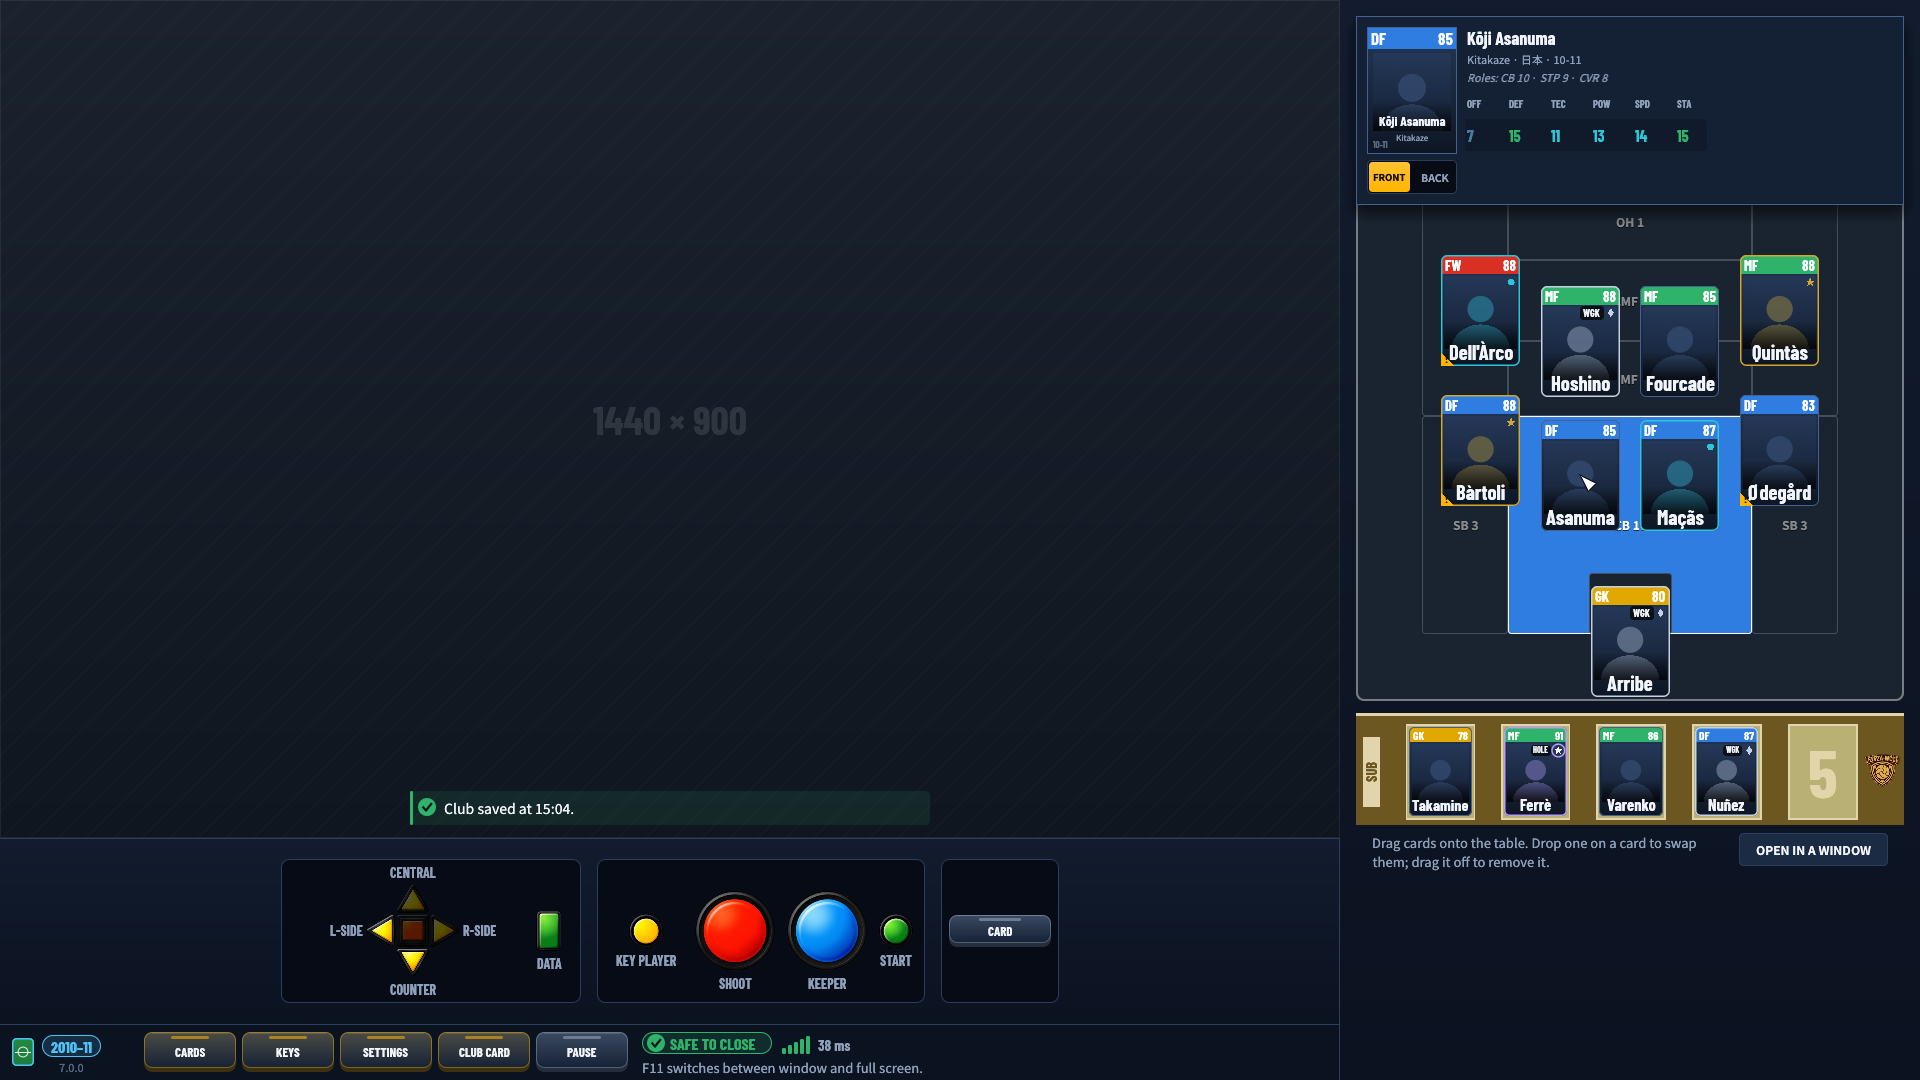 DF 85
Kōji Asanuma
Kitakaze
10-11
FRONT BACK
Kōji Asanuma
Kitakaze · 日本 · 10-11
Roles: CB 10 · STP 9 · CVR 8
OFF DEF TEC POW SPD STA
7 15 11 13 14 15
OH 1
FW 88
Dell'Àrco
MF 88
WGK
Hoshino
MF
MF 85
Fourcade
MF 88
Quintàs
MF
DF 88
Bàrtoli
DF 85
Asanuma
DF 87
Maçãs
DF 83
Ødegård
SB 3
CB 1
SB 3
GK 80
WGK
Arribe
SUB
GK 78
Takamine
MF 91
HOLE
Ferrè
MF 86
Varenko
DF 87
WGK
Nuñez
5
Drag cards onto the table. Drop one on a card to swap
them; drag it off to remove it.
OPEN IN A WINDOW
1440 × 900
Club saved at 15:04.
CENTRAL
L-SIDE
R-SIDE
COUNTER
DATA
KEY PLAYER
SHOOT
KEEPER
START
CARD
2010–11
7.0.0
CARDS
KEYS
SETTINGS
CLUB CARD
PAUSE
SAFE TO CLOSE
38 ms
F11 switches between window and full screen.